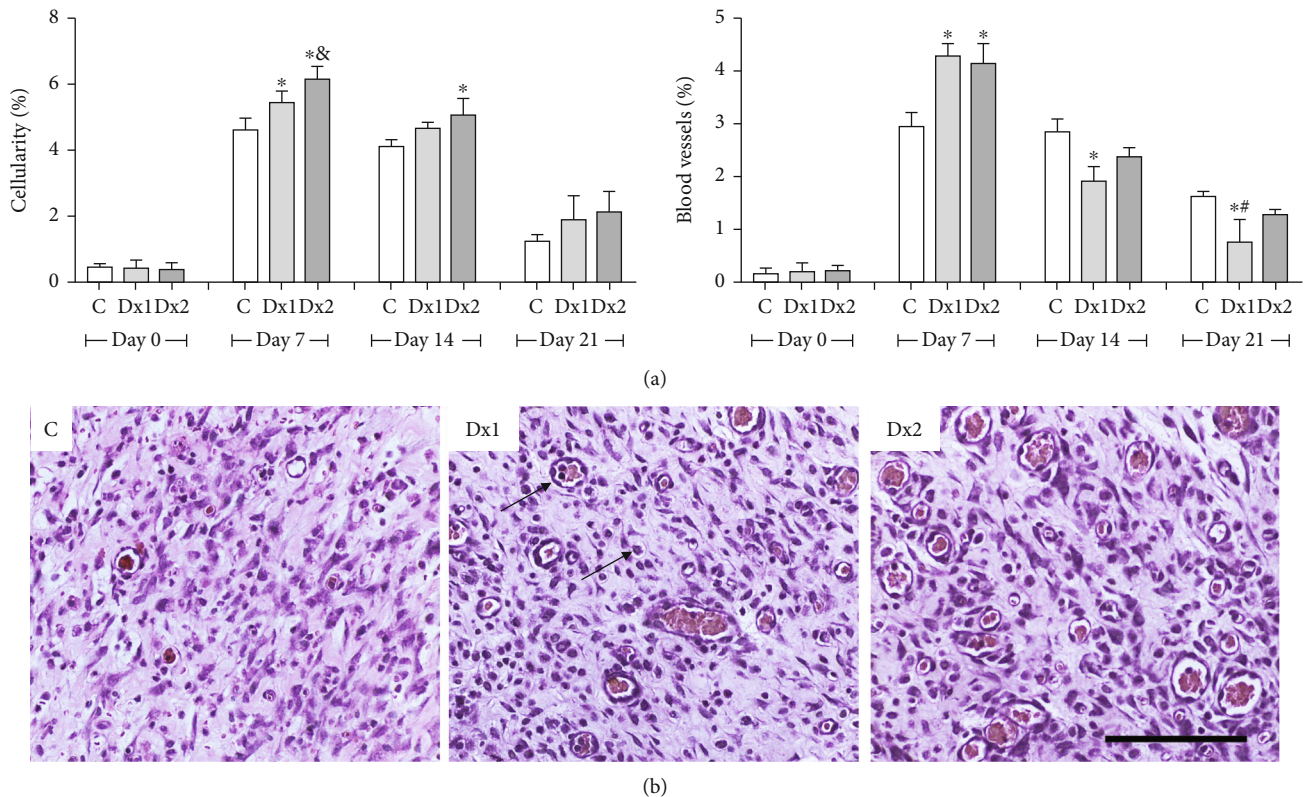 8
6
4
2
0
Cellularity (%)
*
*&
*
C Dx1 Dx2 C Dx1 Dx2 C Dx1 Dx2 C Dx1 Dx2
Day 0 Day 7 Day 14 Day 21
5
4
3
2
1
0
Blood vessels (%)
* *
*
*#
C Dx1 Dx2 C Dx1 Dx2 C Dx1 Dx2 C Dx1 Dx2
Day 0 Day 7 Day 14 Day 21
(a)
C
Dx1
Dx2
(b)